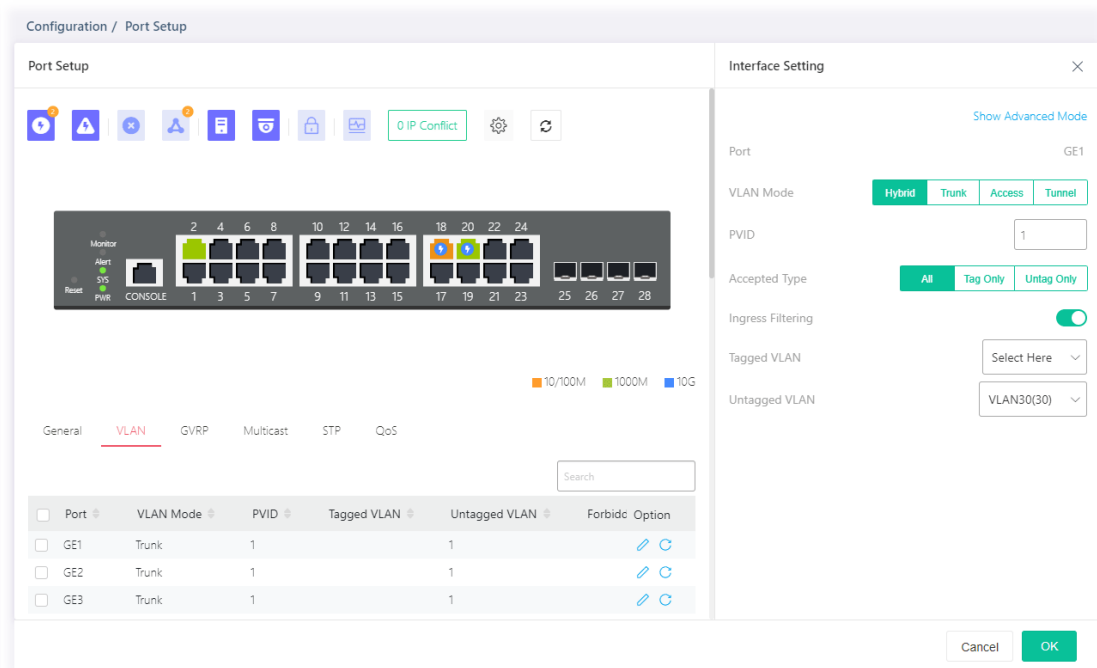 Configuration / Port Setup
Port Setup
Interface Setting
2
2
0 IP Conflict
Show Advanced Mode
Port GE1
VLAN Mode Hybrid Trunk Access Tunnel
PVID 1
Accepted Type All Tag Only Untag Only
Ingress Filtering
Tagged VLAN Select Here
Untagged VLAN VLAN30(30)
2 4 6 8 10 12 14 16 18 20 22 24
Monitor
Alert
SYS
Reset
PWR
CONSOLE 1 3 5 7 9 11 13 15 17 19 21 23 25 26 27 28
10/100M 1000M 10G
General VLAN GVRP Multicast STP QoS
Search
Port VLAN Mode PVID Tagged VLAN Untagged VLAN Forbidd Option
GE1 Trunk 1 1
GE2 Trunk 1 1
GE3 Trunk 1 1
Cancel OK